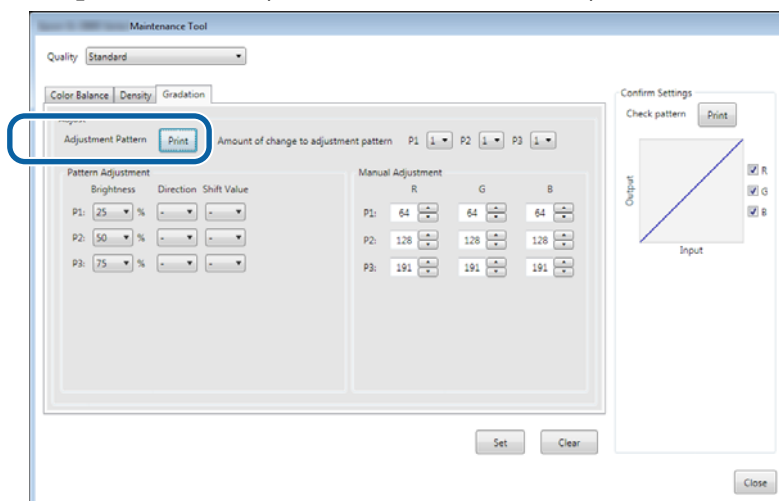 Maintenance Tool
Quality Standard
Color Balance Density Gradation
Adjustment Pattern Print Amount of change to adjustment pattern P1 1 P2 1 P3 1
Pattern Adjustment
Brightness Direction Shift Value
P1: 25 % - -
P2: 50 % - -
P3: 75 % - -
Manual Adjustment
R G B
P1: 64 64 64
P2: 128 128 128
P3: 191 191 191
Set Clear
Confirm Settings
Check pattern Print
Output
Input
R
G
B
Close